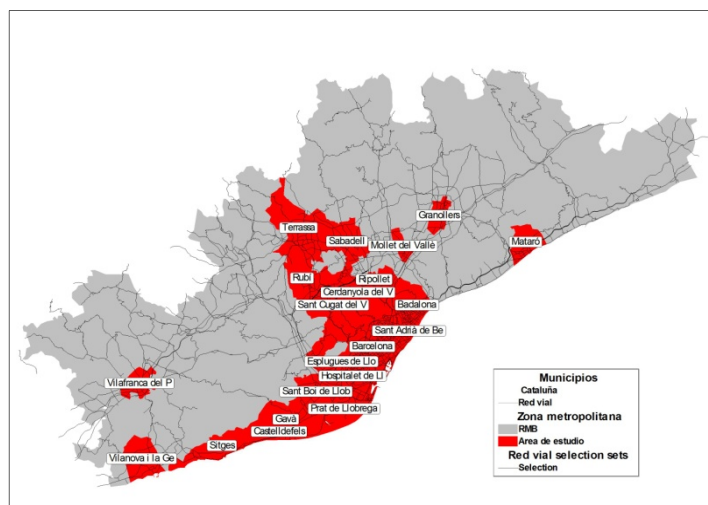 Granollers
Terrassa
Sabadell
Mollet del Vallè
Mataró
Rubí
Ripollet
Cerdanyola del V
Sant Cugat del V
Badalona
Sant Adrià de Be
Barcelona
Esplugues de Llo
Hospitalet de Ll
Vilafranca del P
Sant Boi de Llob
Prat de Llobrega
Gavà
Castelldefels
Sitges
Vilanova i la Ge
Municipios
Cataluña
Red vial
Zona metropolitana
RMB
Area de estudio
Red vial selection sets
Selection